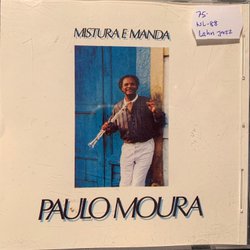 MISTURA E MANDA
75:
NL-88
Latin jazz
PAULO MOURA